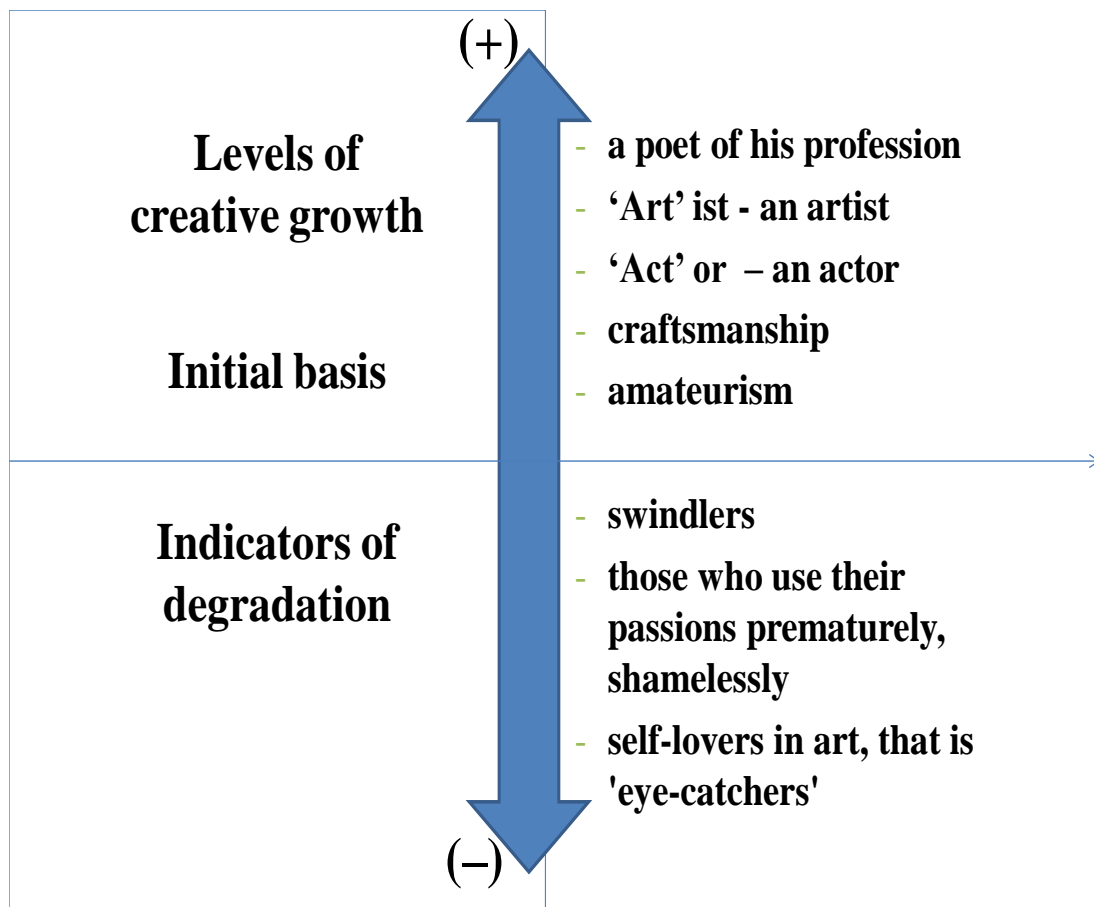 (+)
Levels of
creative growth
Initial basis
- a poet of his profession
- ‘Art’ ist - an artist
- ‘Act’ or – an actor
- craftsmanship
- amateurism
Indicators of
degradation
- swindlers
- those who use their
passions prematurely,
shamelessly
- self-lovers in art, that is
'eye-catchers'
(–)